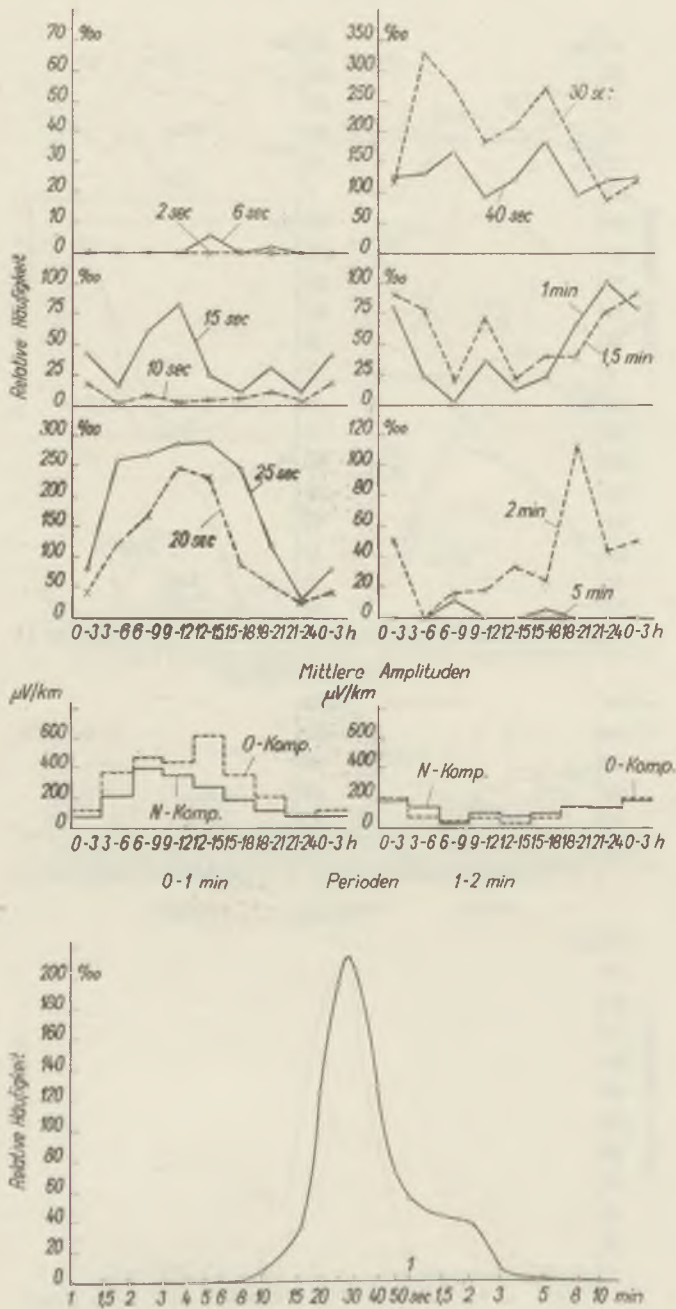 70 ‰
60
50
40
30
20
10
0
2 sec 6 sec
350 ‰
300
250
200
150
100
50
0
30 sec
40 sec
Relative Häufigkeit
100 ‰
75
50
25
0
15 sec
10 sec
100 ‰
75
50
25
0
1 min
1,5 min
300 ‰
250
200
150
100
50
0
25 sec
20 sec
120 ‰
100
80
60
40
20
0
2 min
5 min
0-3 3-6 6-9 9-12 12-15 15-18 18-21 21-24 0-3 h
0-3 3-6 6-9 9-12 12-15 15-18 18-21 21-24 0-3 h
Mittlere Amplituden
µV/km
600
400
200
0
O-Komp.
N-Komp.
µV/km
600
400
200
0
N-Komp.
O-Komp.
0-3 3-6 6-9 9-12 12-15 15-18 18-21 21-24 0-3 h
0-3 3-6 6-9 9-12 12-15 15-18 18-21 21-24 0-3 h
0-1 min Perioden 1-2 min
200 ‰
180
160
140
120
100
80
60
40
20
0
Relative Häufigkeit
1
1 1,5 2 3 4 5 6 8 10 15 20 30 40 50 sec 1,5 2 3 5 8 10 min